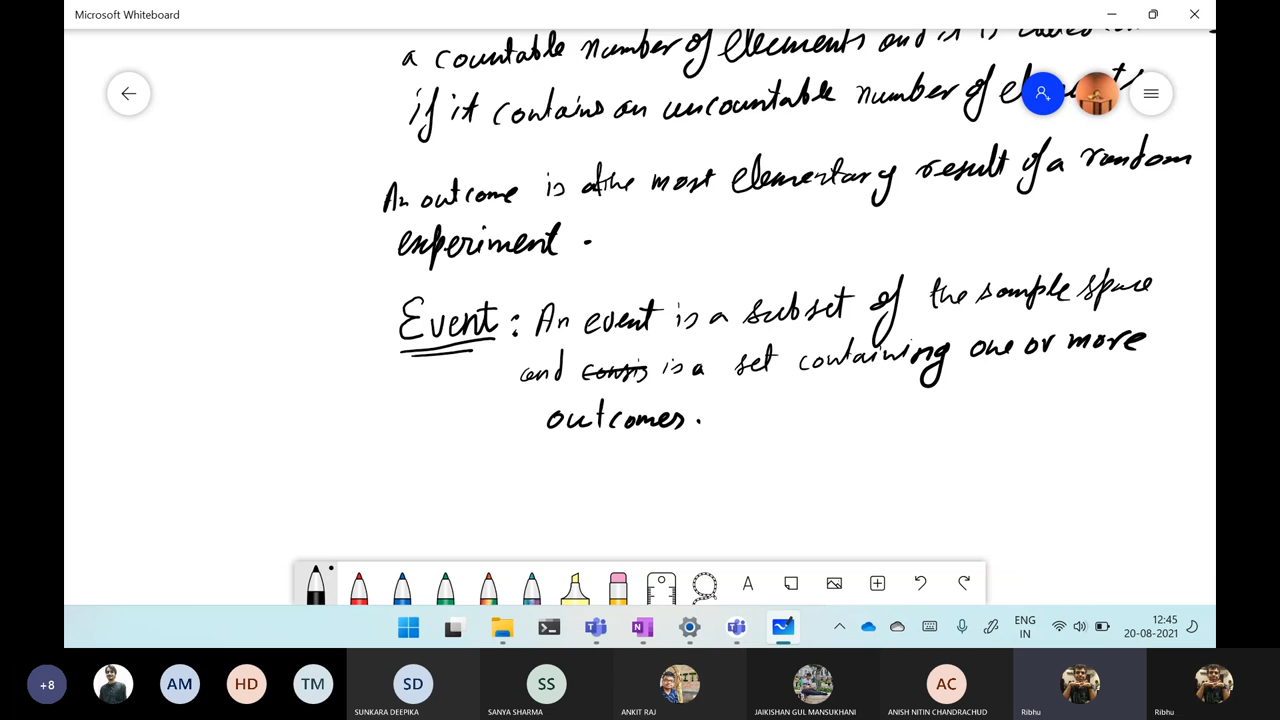 Microsoft Whiteboard
a countable number of elements and it is called
if it contains an uncountable number of elements
An outcome is the most elementary result of a random
experiment.
Event: An event is a subset of the sample space
and consis is a set containing one or more
outcomes.
A
ENG
IN
12:45
20-08-2021
+8
AM
HD
TM
SD
SUNKARA DEEPIKA
SS
SANYA SHARMA
ANKIT RAJ
JAIKISHAN GUL MANSUKHANI
AC
ANISH NITIN CHANDRACHUD
Ribhu
Ribhu